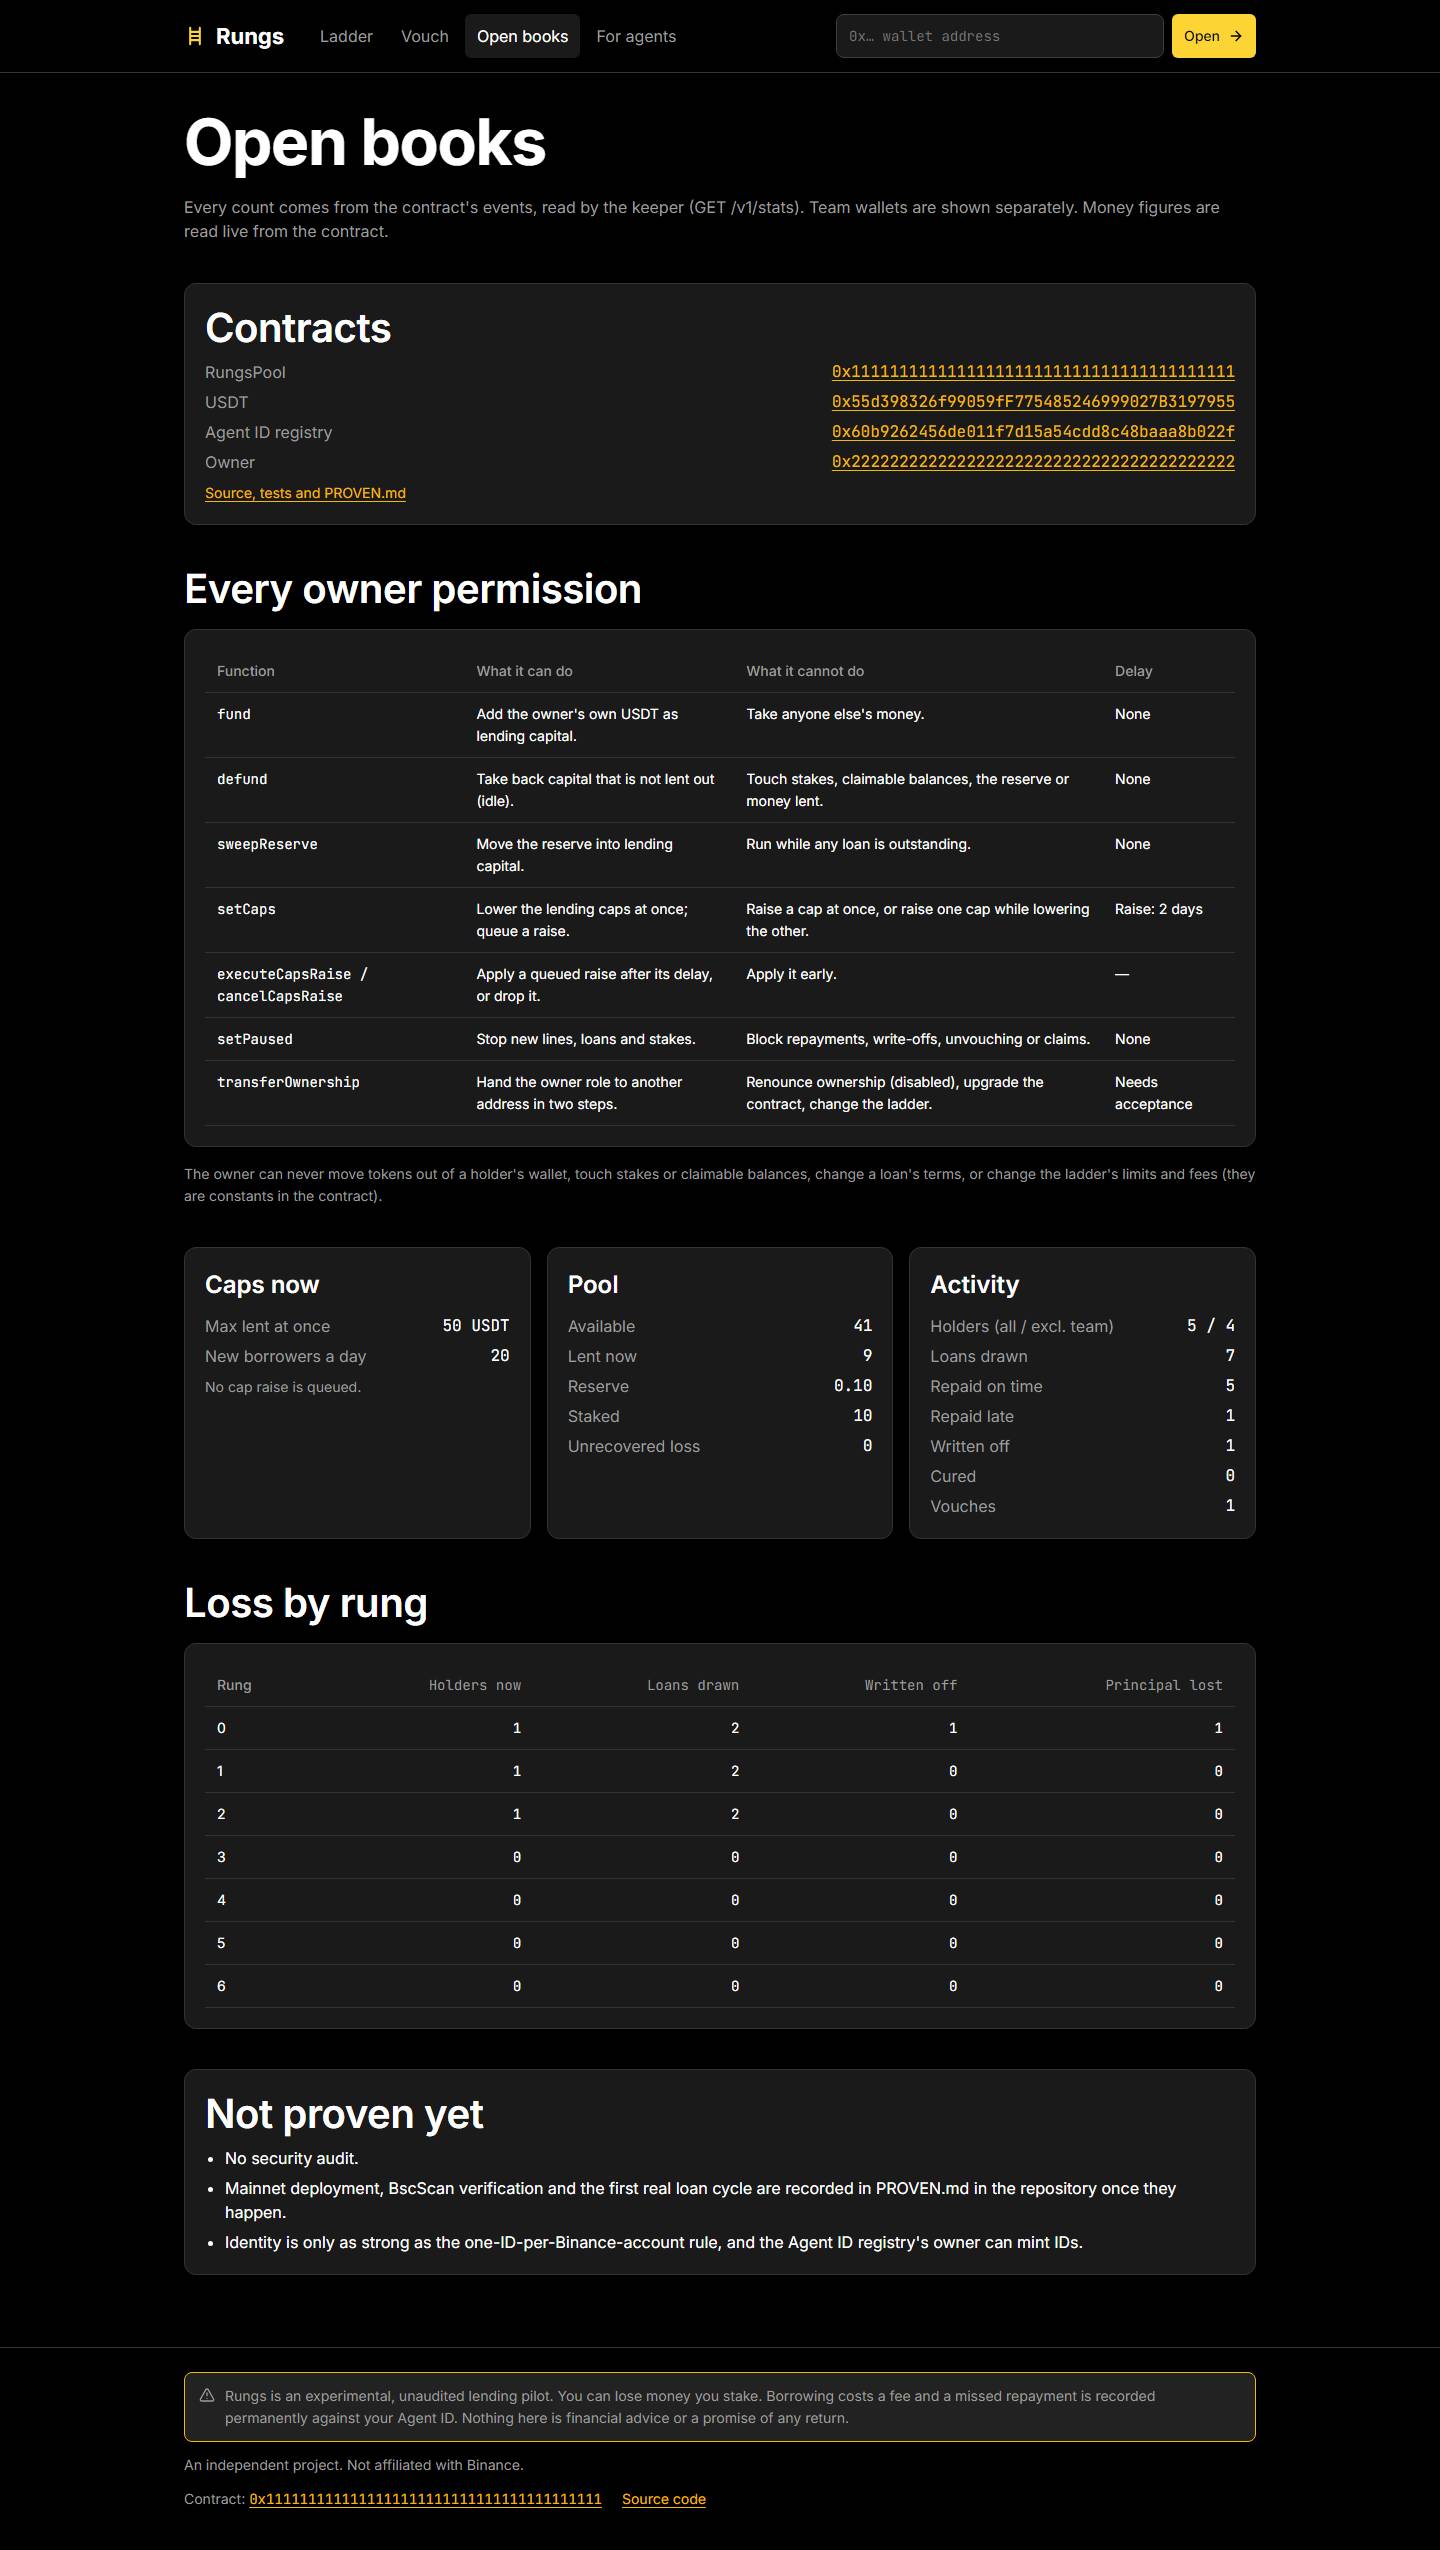 Rungs Ladder Vouch Open books For agents 0x… wallet address Open →
Open books
Every count comes from the contract's events, read by the keeper (GET /v1/stats). Team wallets are shown separately. Money figures are
read live from the contract.
Contracts
RungsPool 0x1111111111111111111111111111111111111111
USDT 0x55d398326f99059fF775485246999027B3197955
Agent ID registry 0x60b9262456de011f7d15a54cdd8c48baaa8b022f
Owner 0x2222222222222222222222222222222222222222
Source, tests and PROVEN.md
Every owner permission
Function What it can do What it cannot do Delay
fund Add the owner's own USDT as Take anyone else's money. None
lending capital.
defund Take back capital that is not lent out Touch stakes, claimable balances, the reserve or None
(idle). money lent.
sweepReserve Move the reserve into lending Run while any loan is outstanding. None
capital.
setCaps Lower the lending caps at once; Raise a cap at once, or raise one cap while lowering Raise: 2 days
queue a raise. the other.
executeCapsRaise / Apply a queued raise after its delay, Apply it early. —
cancelCapsRaise or drop it.
setPaused Stop new lines, loans and stakes. Block repayments, write-offs, unvouching or claims. None
transferOwnership Hand the owner role to another Renounce ownership (disabled), upgrade the Needs
address in two steps. contract, change the ladder. acceptance
The owner can never move tokens out of a holder's wallet, touch stakes or claimable balances, change a loan's terms, or change the ladder's limits and fees (they
are constants in the contract).
Caps now
Max lent at once 50 USDT
New borrowers a day 20
No cap raise is queued.
Pool
Available 41
Lent now 9
Reserve 0.10
Staked 10
Unrecovered loss 0
Activity
Holders (all / excl. team) 5 / 4
Loans drawn 7
Repaid on time 5
Repaid late 1
Written off 1
Cured 0
Vouches 1
Loss by rung
Rung Holders now Loans drawn Written off Principal lost
0 1 2 1 1
1 1 2 0 0
2 1 2 0 0
3 0 0 0 0
4 0 0 0 0
5 0 0 0 0
6 0 0 0 0
Not proven yet
• No security audit.
• Mainnet deployment, BscScan verification and the first real loan cycle are recorded in PROVEN.md in the repository once they
happen.
• Identity is only as strong as the one-ID-per-Binance-account rule, and the Agent ID registry's owner can mint IDs.
Rungs is an experimental, unaudited lending pilot. You can lose money you stake. Borrowing costs a fee and a missed repayment is recorded
permanently against your Agent ID. Nothing here is financial advice or a promise of any return.
An independent project. Not affiliated with Binance.
Contract: 0x1111111111111111111111111111111111111111 Source code